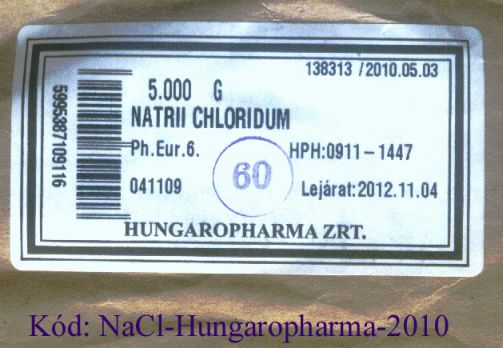 138313 /2010.05.03
5.000 G
NATRII CHLORIDUM
Ph.Eur.6. HPH:0911-1447
041109 60 Lejárat:2012.11.04
HUNGAROPHARMA ZRT.
5995387109116
Kód: NaCl-Hungaropharma-2010